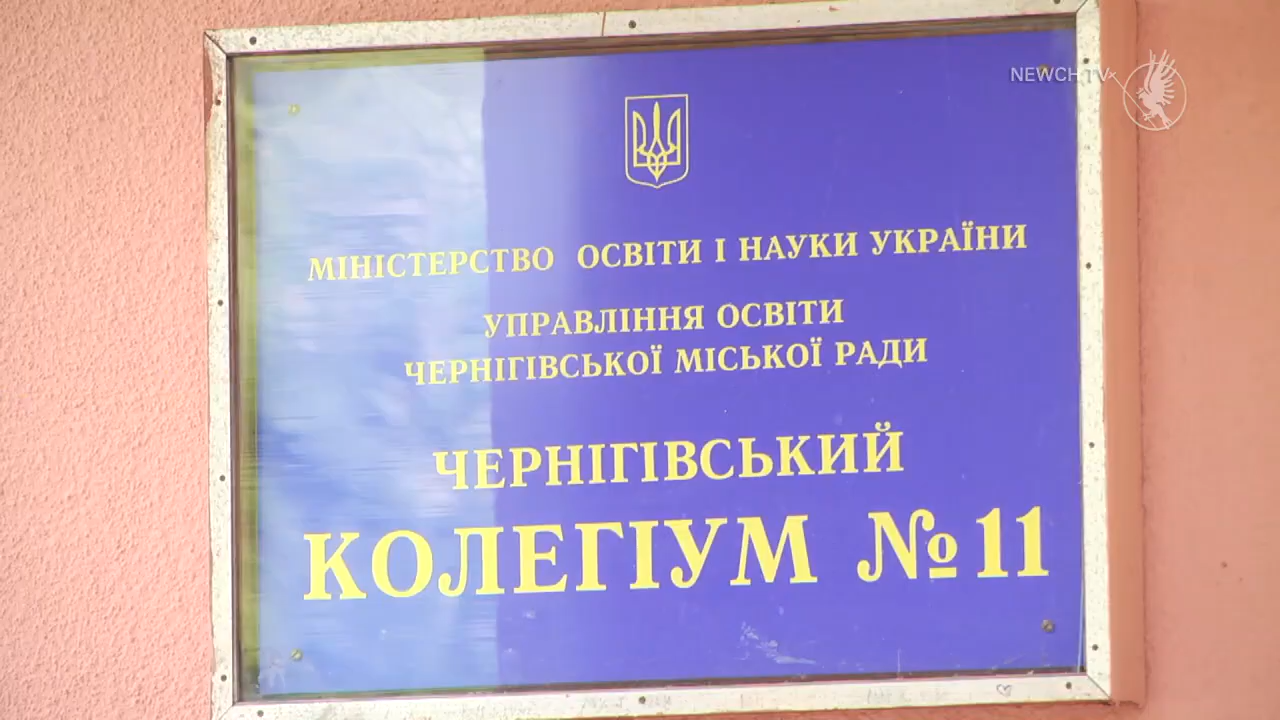 NEWCH.TV
МІНІСТЕРСТВО ОСВІТИ І НАУКИ УКРАЇНИ
УПРАВЛІННЯ ОСВІТИ
ЧЕРНІГІВСЬКОЇ МІСЬКОЇ РАДИ
ЧЕРНІГІВСЬКИЙ
КОЛЕГІУМ №11